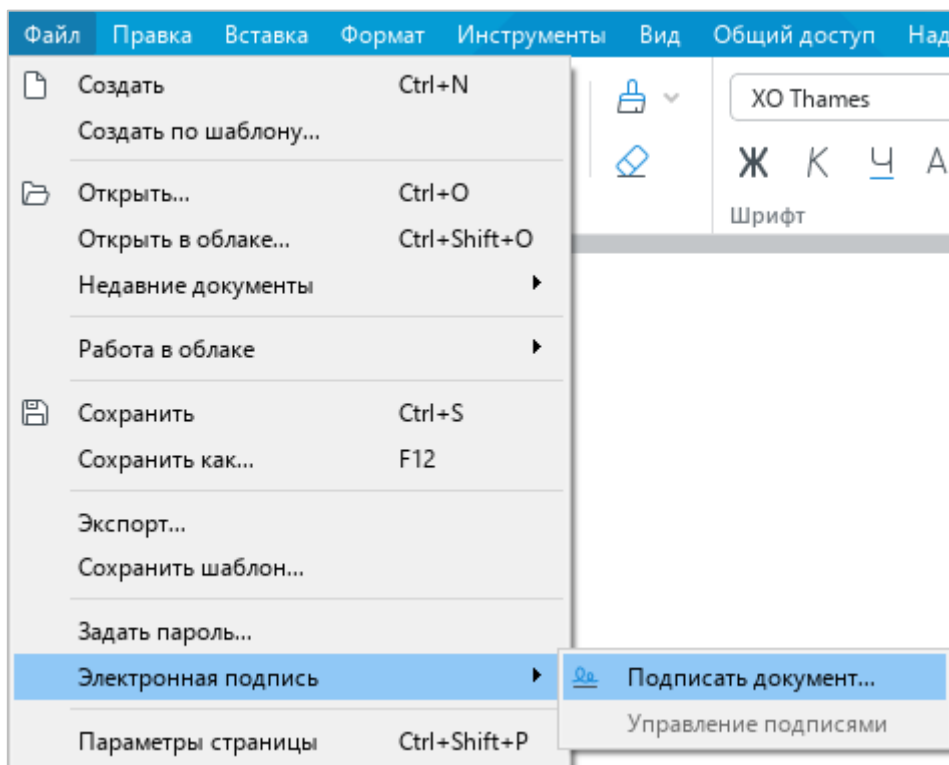 Файл Правка Вставка Формат Инструменты Вид Общий доступ Над
Создать Ctrl+N
Создать по шаблону...
Открыть... Ctrl+O
Открыть в облаке... Ctrl+Shift+O
Недавние документы
Работа в облаке
Сохранить Ctrl+S
Сохранить как... F12
Экспорт...
Сохранить шаблон...
Задать пароль...
Электронная подпись
Параметры страницы Ctrl+Shift+P
Подписать документ...
Управление подписями
XO Thames
Ж К Ч А
Шрифт